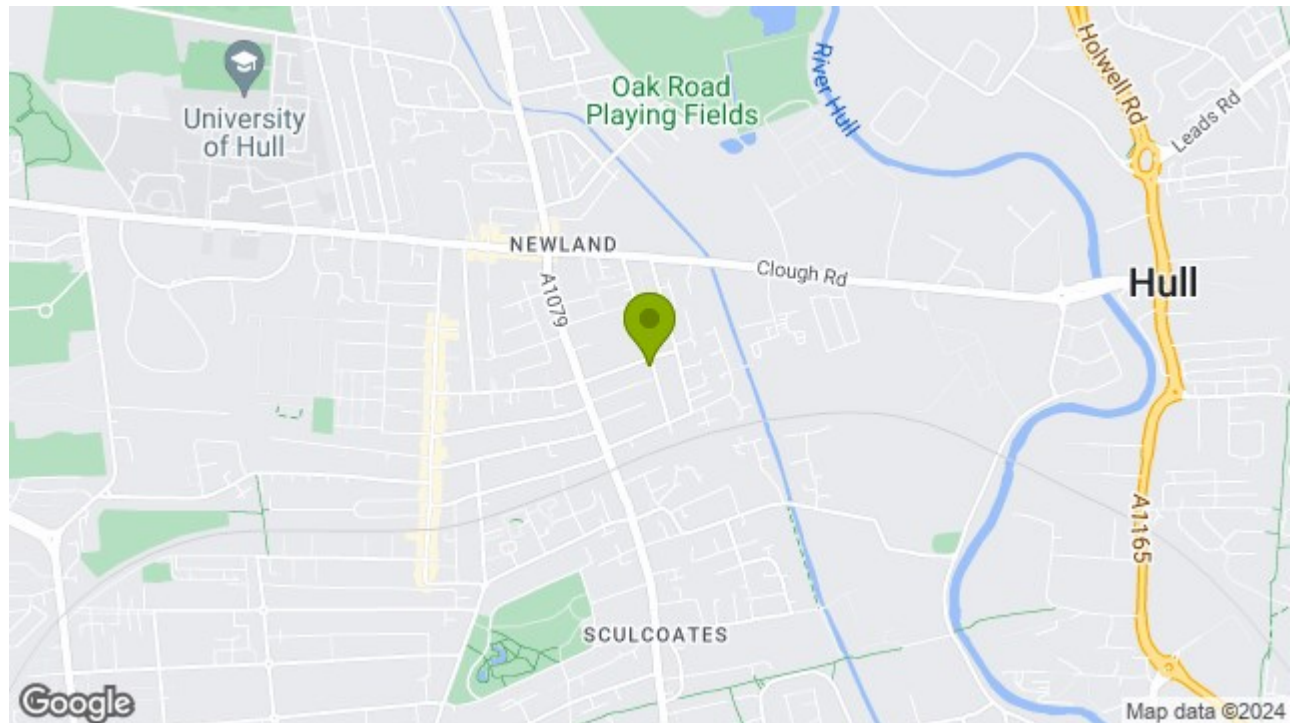 University
of Hull
Oak Road
Playing Fields
River Hull
Holwell Rd
Leads Rd
NEWLAND
Clough Rd
Hull
A1079
A1165
SCULCOATES
Google
Map data ©2024